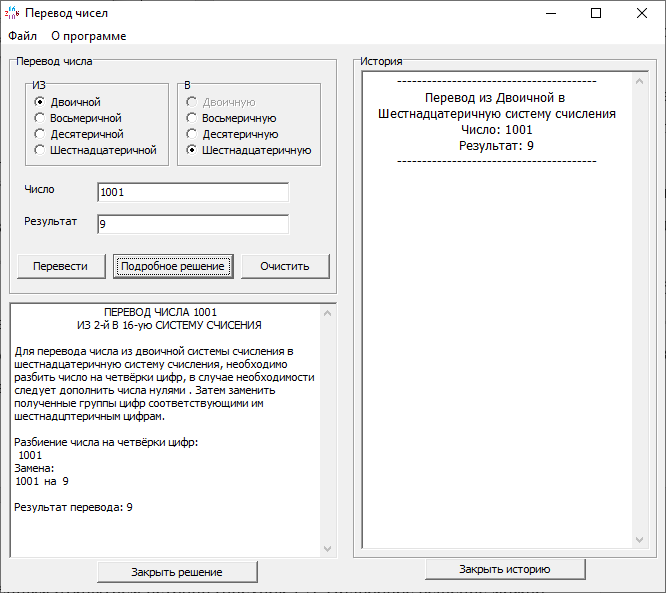 Перевод чисел
Файл О программе
Перевод числа
ИЗ
Двоичной
Восьмеричной
Десятеричной
Шестнадцатеричной
В
Двоичную
Восьмеричную
Десятеричную
Шестнадцатеричную
Число 1001
Результат 9
Перевести Подробное решение Очистить
ПЕРЕВОД ЧИСЛА 1001
ИЗ 2-й В 16-ую СИСТЕМУ СЧИСЕНИЯ
Для перевода числа из двоичной системы счисления в
шестнадцатеричную систему счисления, необходимо
разбить число на четвёрки цифр, в случае необходимости
следует дополнить числа нулями . Затем заменить
полученные группы цифр соответствующими им
шестнадцптеричным цифрам.
Разбиение числа на четвёрки цифр:
1001
Замена:
1001 на 9
Результат перевода: 9
Закрыть решение
История
----------------------------------------
Перевод из Двоичной в
Шестнадцатеричную систему счисления
Число: 1001
Результат: 9
----------------------------------------
Закрыть историю